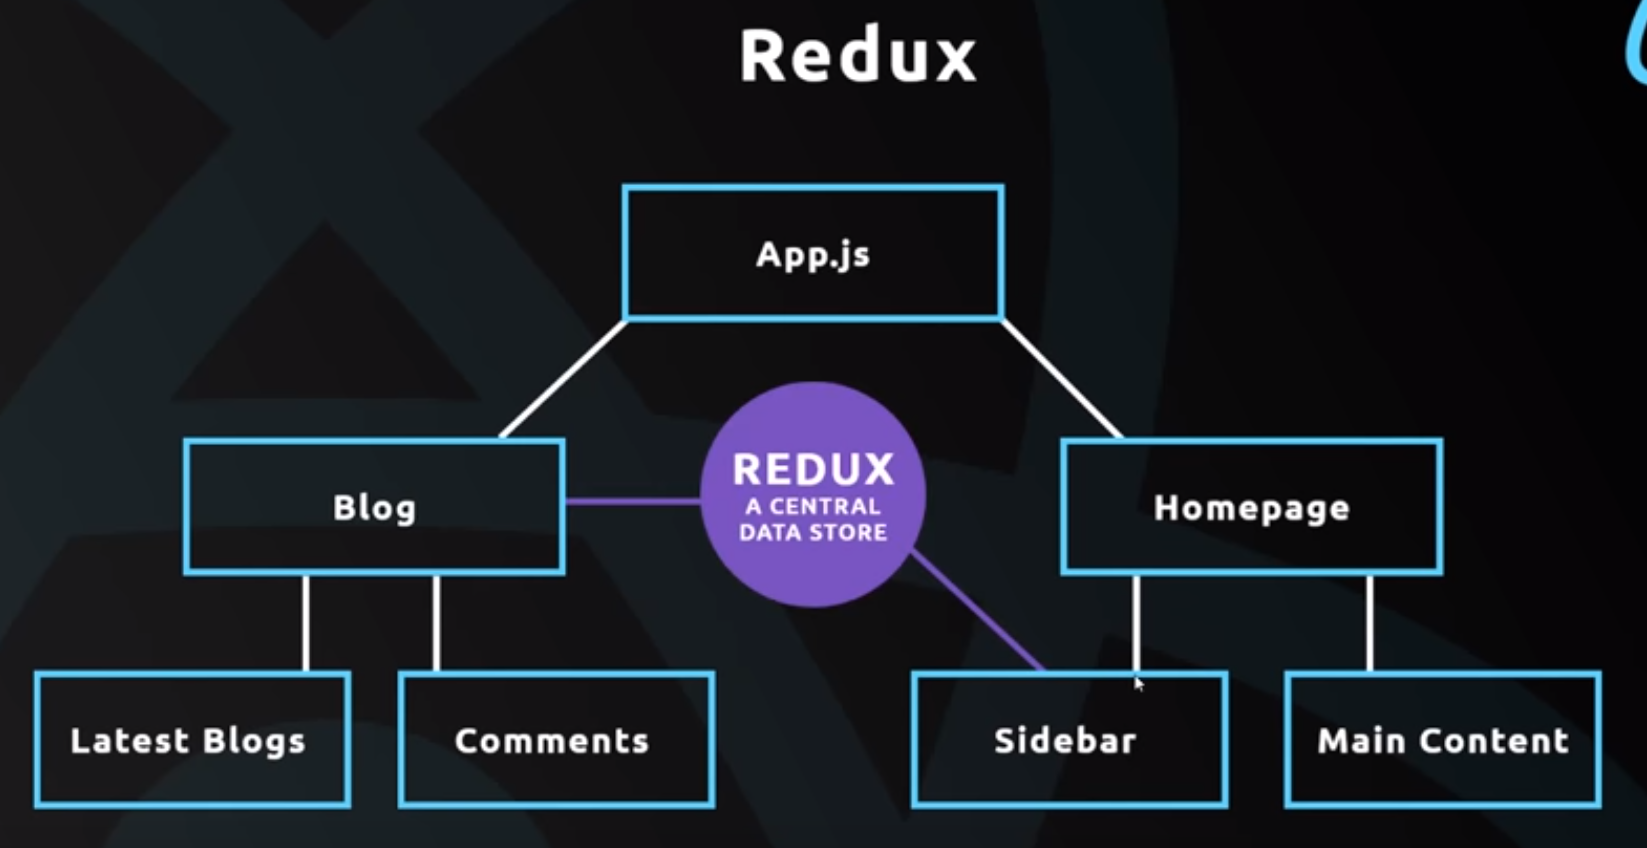 Redux
App.js
Blog
REDUX
A CENTRAL
DATA STORE
Homepage
Latest Blogs
Comments
Sidebar
Main Content